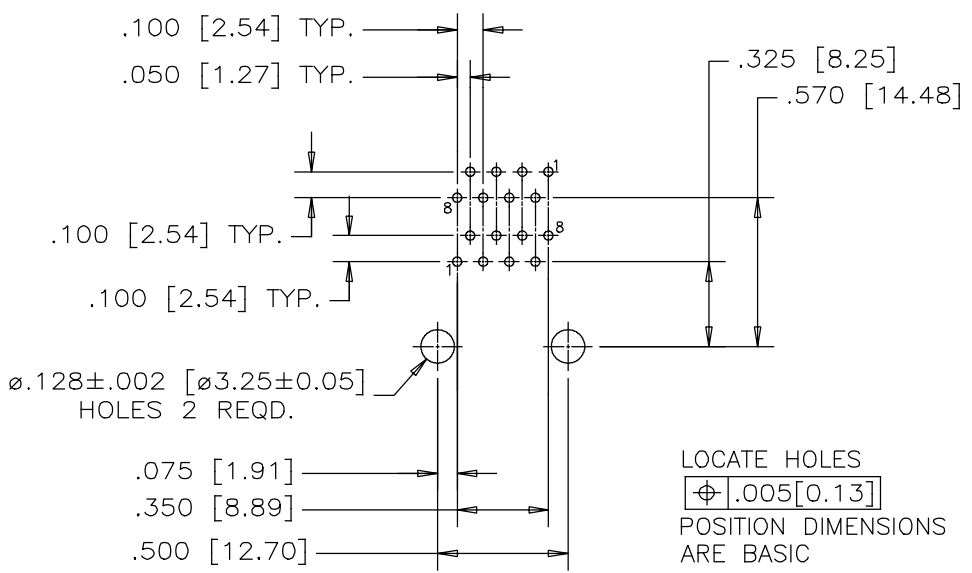 .100 [2.54] TYP.
.050 [1.27] TYP.
.325 [8.25]
.570 [14.48]
1
8
.100 [2.54] TYP.
8
1
.100 [2.54] TYP.
ø.128±.002 [ø3.25±0.05]
HOLES 2 REQD.
.075 [1.91]
.350 [8.89]
.500 [12.70]
LOCATE HOLES
⌖ .005[0.13]
POSITION DIMENSIONS
ARE BASIC